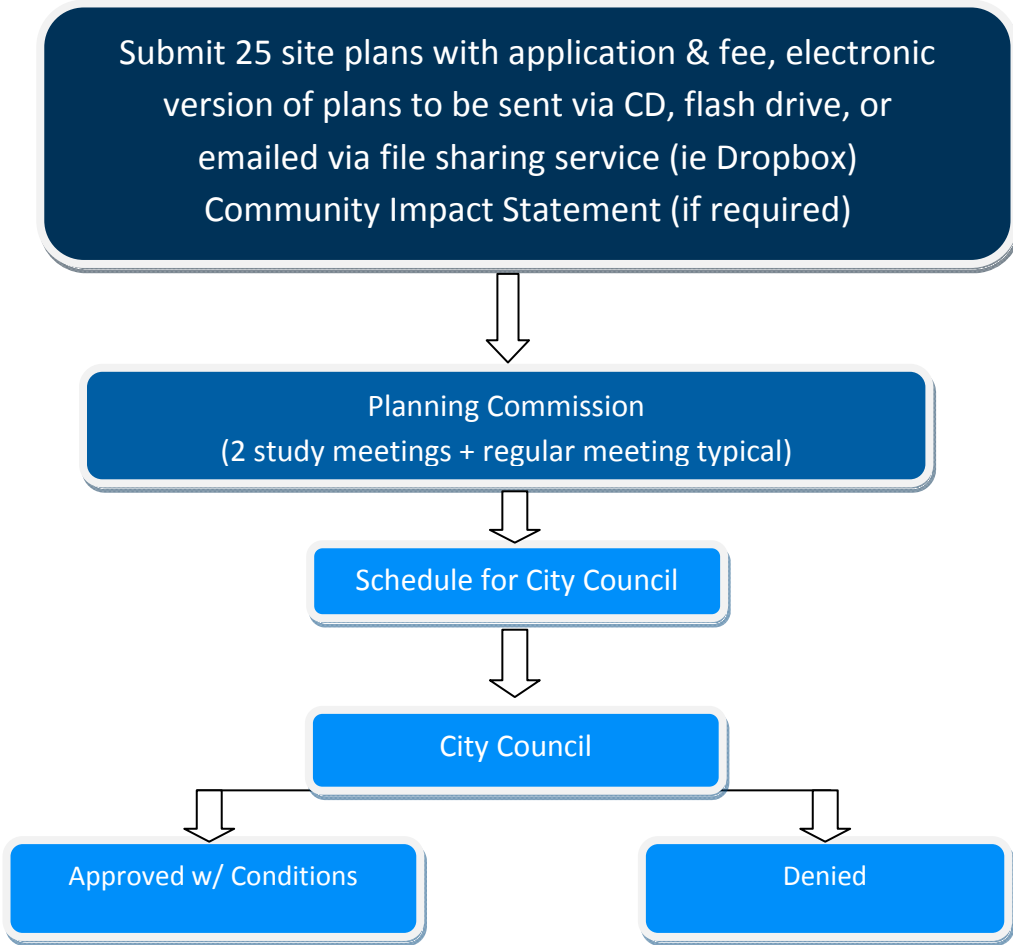 Submit 25 site plans with application & fee, electronic
version of plans to be sent via CD, flash drive, or
emailed via file sharing service (ie Dropbox)
Community Impact Statement (if required)
Planning Commission
(2 study meetings + regular meeting typical)
Schedule for City Council
City Council
Approved w/ Conditions
Denied